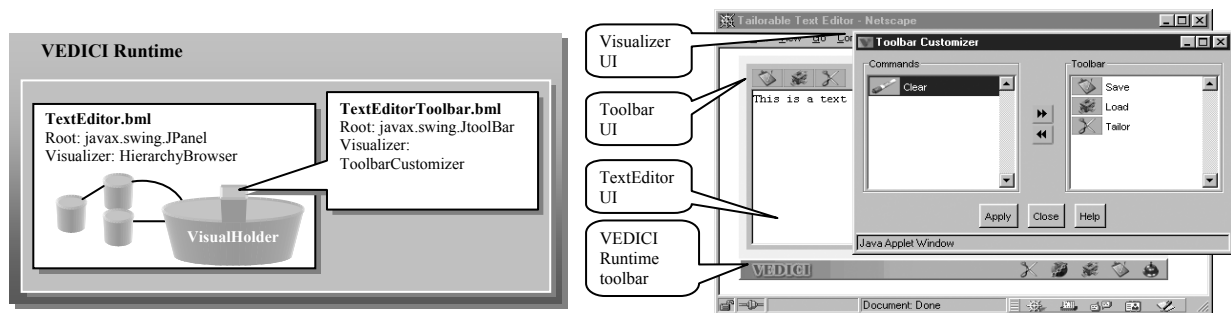 VEDICI Runtime
TextEditor.bml
Root: javax.swing.JPanel
Visualizer: HierarchyBrowser
VisualHolder
TextEditorToolbar.bml
Root: javax.swing.JtoolBar
Visualizer:
ToolbarCustomizer
Visualizer
UI
Toolbar
UI
TextEditor
UI
VEDICI
Runtime
toolbar
Tailorable Text Editor - Netscape
Go
This is a text
Toolbar Customizer
Commands
Clear
Toolbar
Save
Load
Tailor
Apply
Close
Help
Java Applet Window
VEDICI
Document: Done